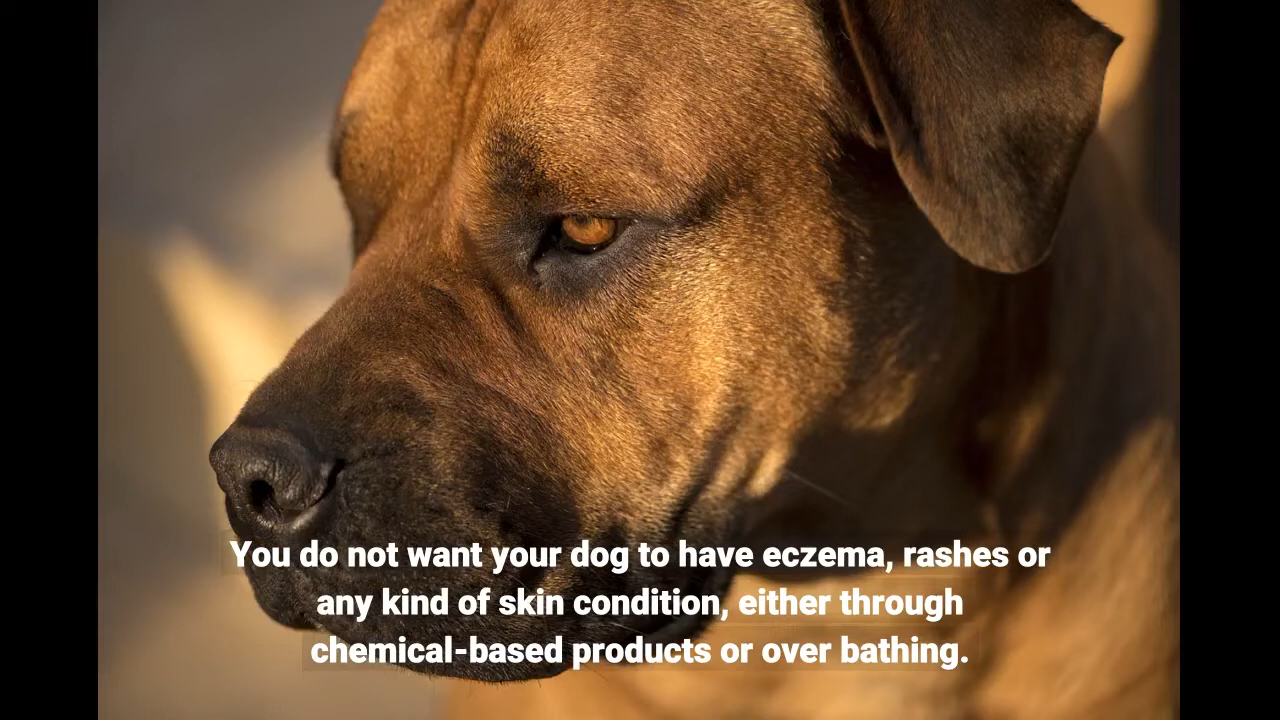 You do not want your dog to have eczema, rashes or
any kind of skin condition, either through
chemical-based products or over bathing.